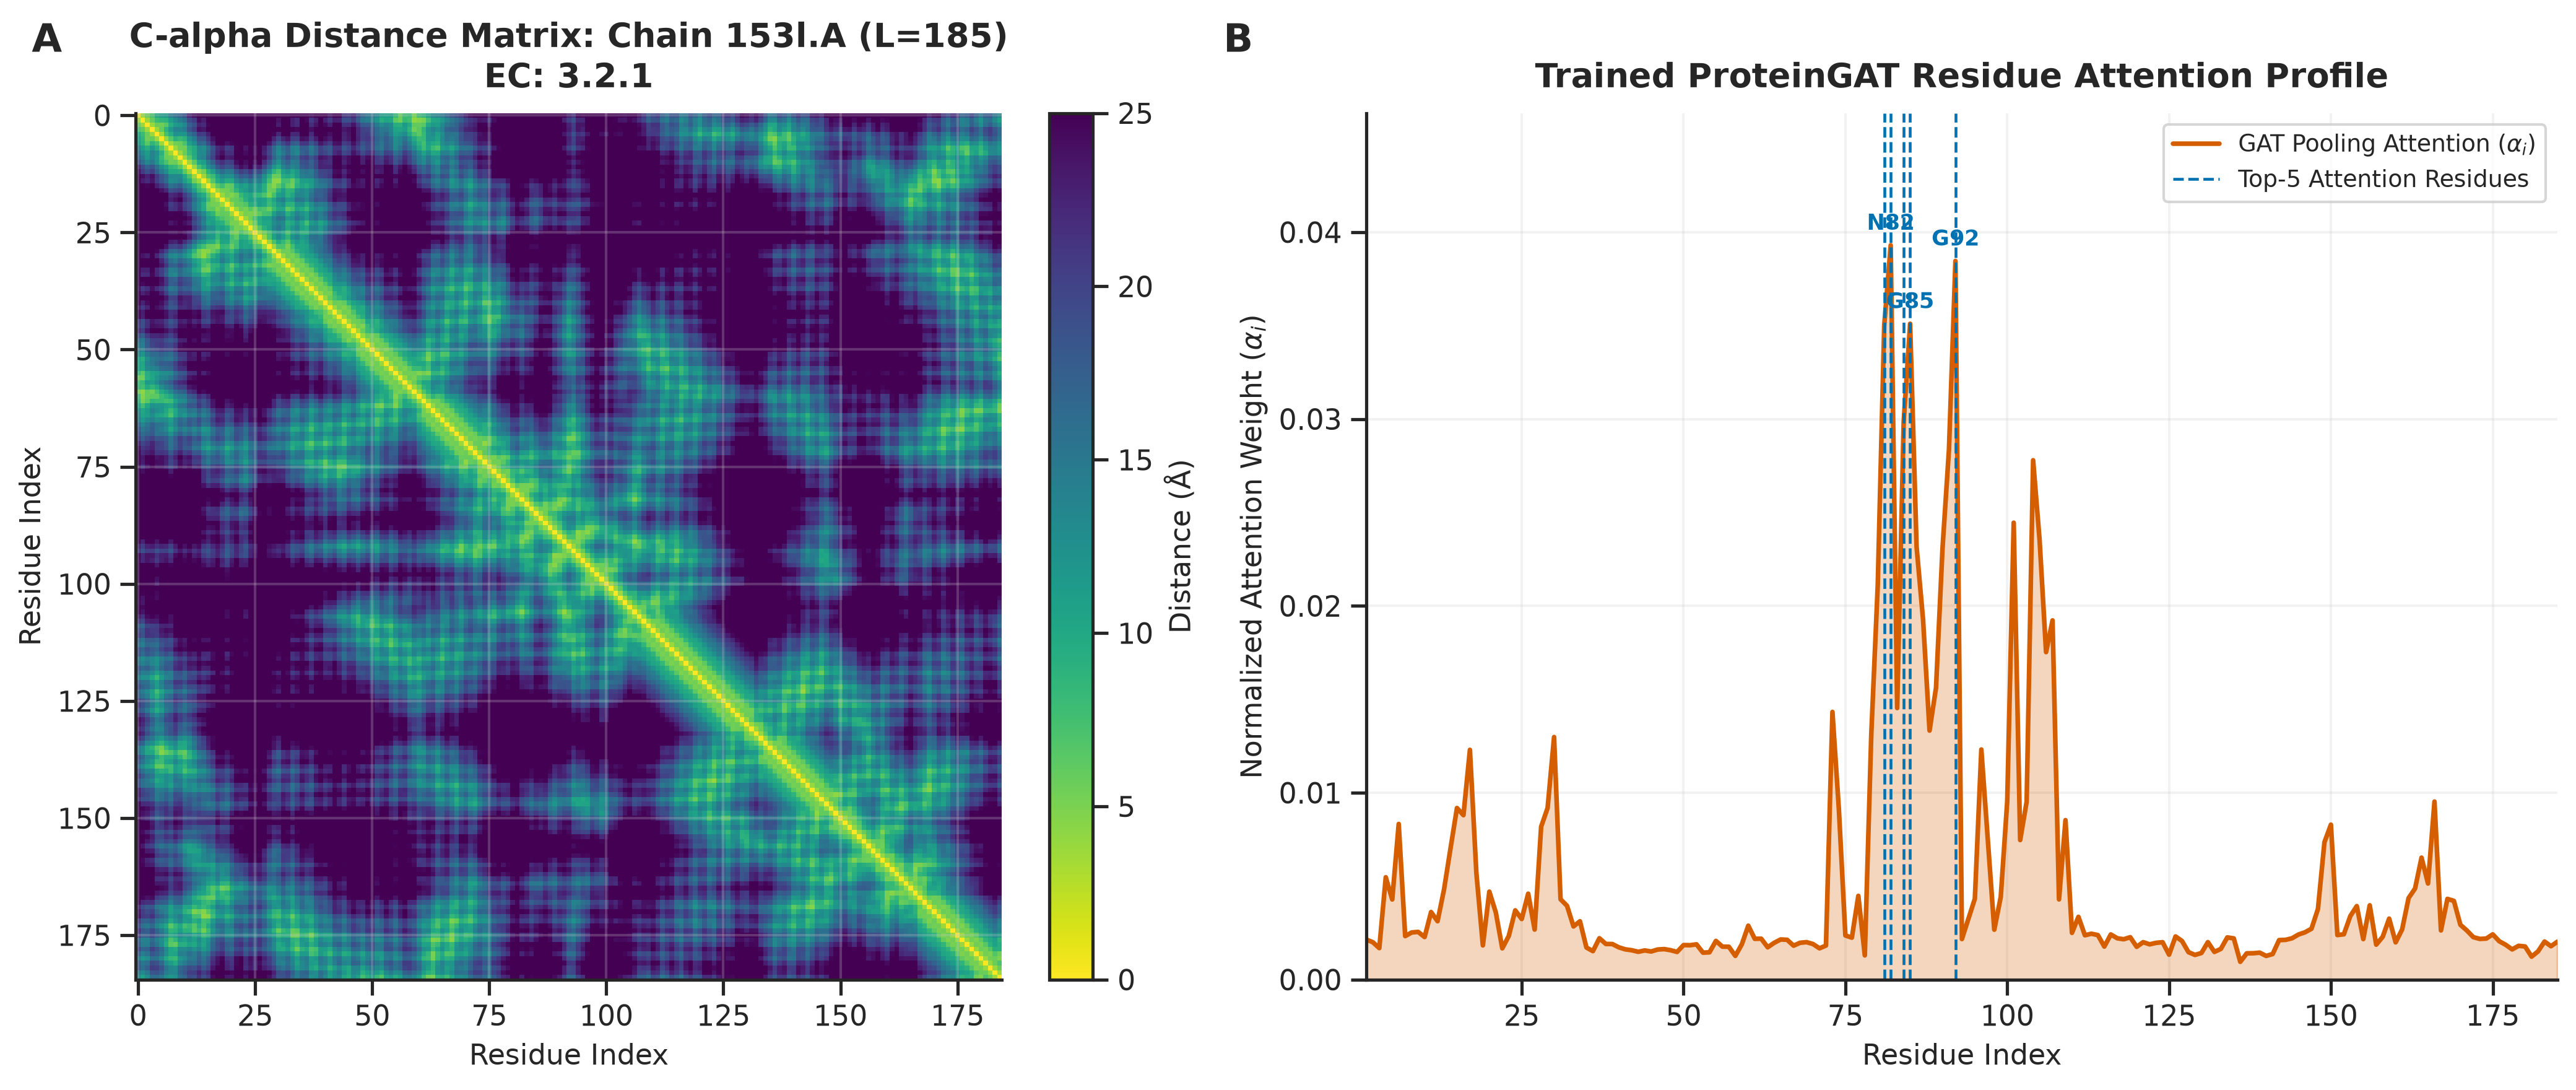 A
C-alpha Distance Matrix: Chain 153l.A (L=185)
EC: 3.2.1
0
25
50
75
100
125
150
175
Residue Index
0
25
50
75
100
125
150
175
Residue Index
25
20
15
10
5
0
Distance (Å)
B
Trained ProteinGAT Residue Attention Profile
GAT Pooling Attention (αᵢ)
Top-5 Attention Residues
N82
G92
G85
0.04
0.03
0.02
0.01
0.00
Normalized Attention Weight (αᵢ)
25
50
75
100
125
150
175
Residue Index